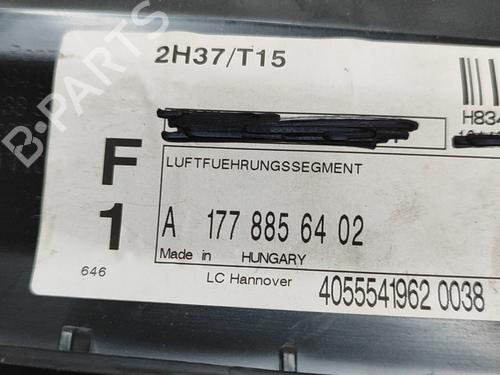 2H37/T15
H834
LUFTFUEHRUNGSSEGMENT
F
1
A 177 885 64 02
Made in HUNGARY
646
LC Hannover
4055541962 0038
B-PARTS